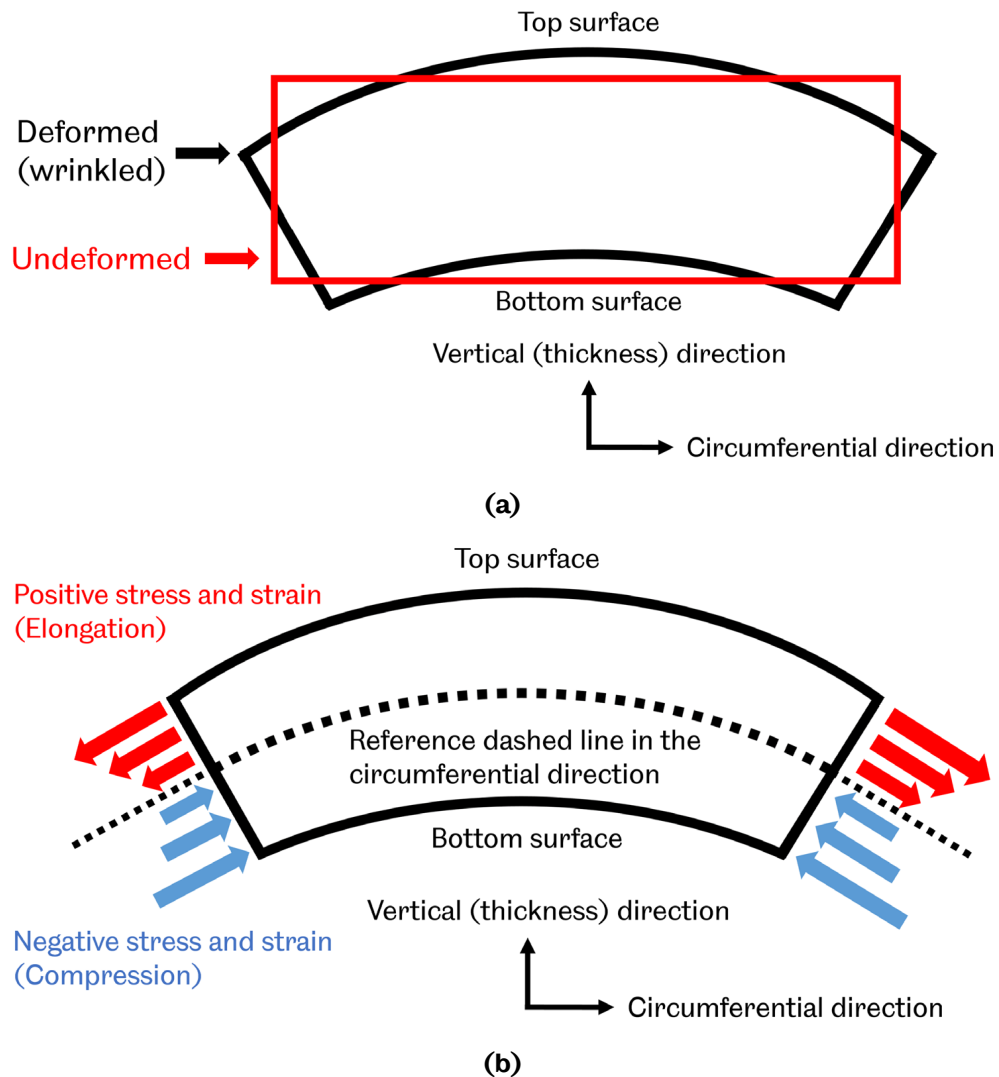 Top surface
Deformed
(wrinkled)
Undeformed
Bottom surface
Vertical (thickness) direction
Circumferential direction
(a)
Top surface
Positive stress and strain
(Elongation)
Reference dashed line in the
circumferential direction
Bottom surface
Vertical (thickness) direction
Negative stress and strain
(Compression)
Circumferential direction
(b)